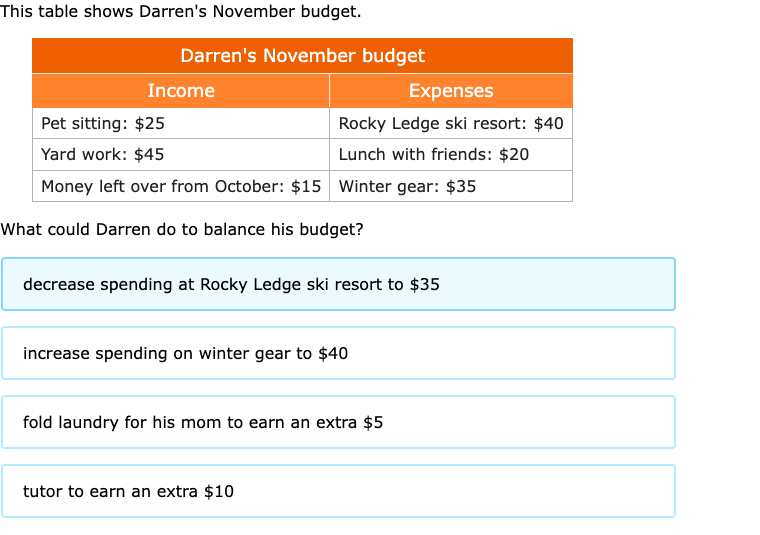 This table shows Darren's November budget.
Darren's November budget
Income Expenses
Pet sitting: $25 Rocky Ledge ski resort: $40
Yard work: $45 Lunch with friends: $20
Money left over from October: $15 Winter gear: $35
What could Darren do to balance his budget?
decrease spending at Rocky Ledge ski resort to $35
increase spending on winter gear to $40
fold laundry for his mom to earn an extra $5
tutor to earn an extra $10